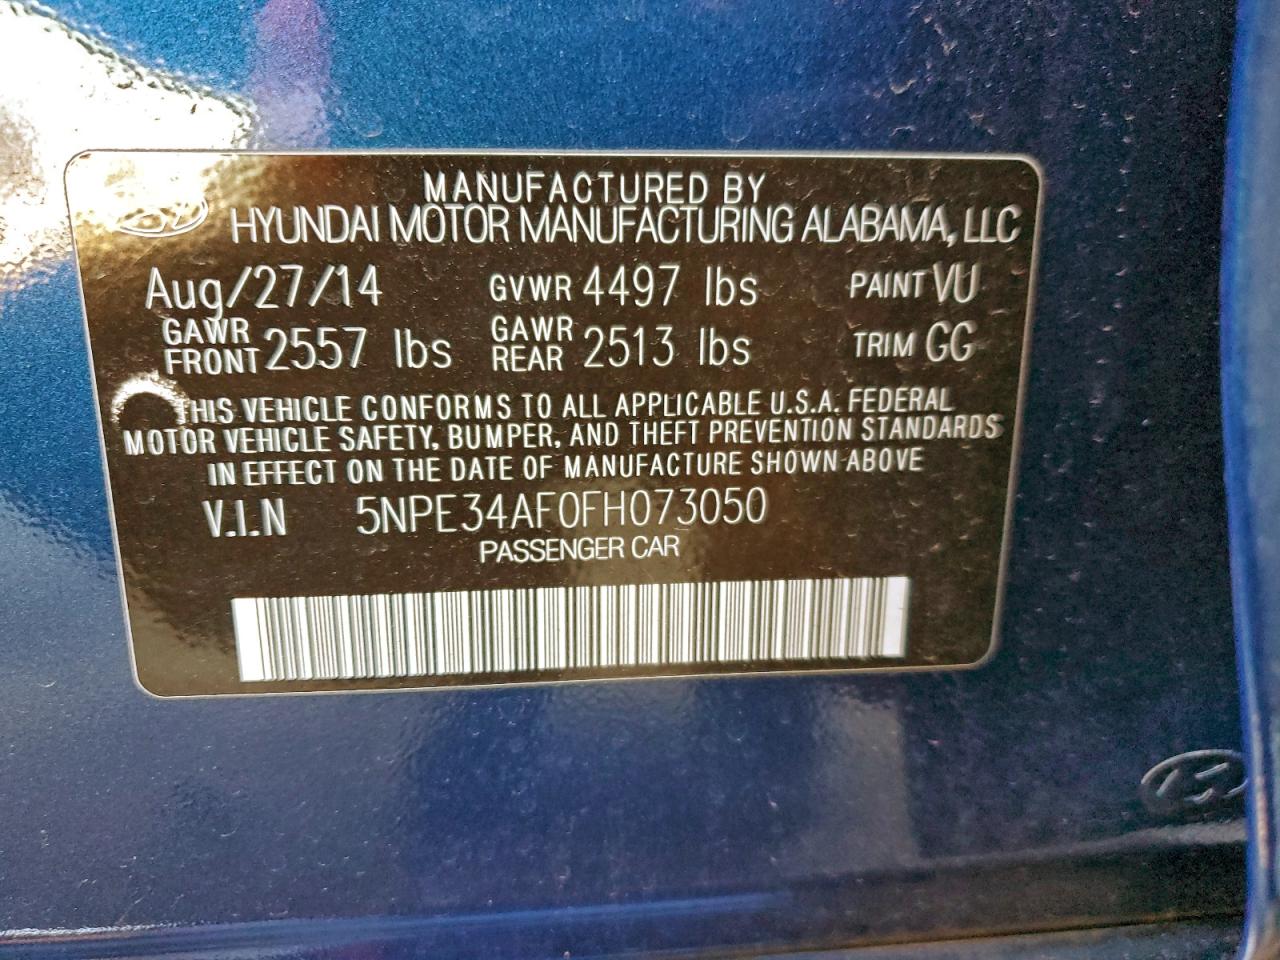 MANUFACTURED BY
HYUNDAI MOTOR MANUFACTURING ALABAMA, LLC
Aug/27/14 GVWR 4497 lbs PAINT VU
GAWR FRONT 2557 lbs GAWR REAR 2513 lbs TRIM GG
THIS VEHICLE CONFORMS TO ALL APPLICABLE U.S.A. FEDERAL
MOTOR VEHICLE SAFETY, BUMPER, AND THEFT PREVENTION STANDARDS
IN EFFECT ON THE DATE OF MANUFACTURE SHOWN ABOVE
V.I.N 5NPE34AF0FH073050
PASSENGER CAR